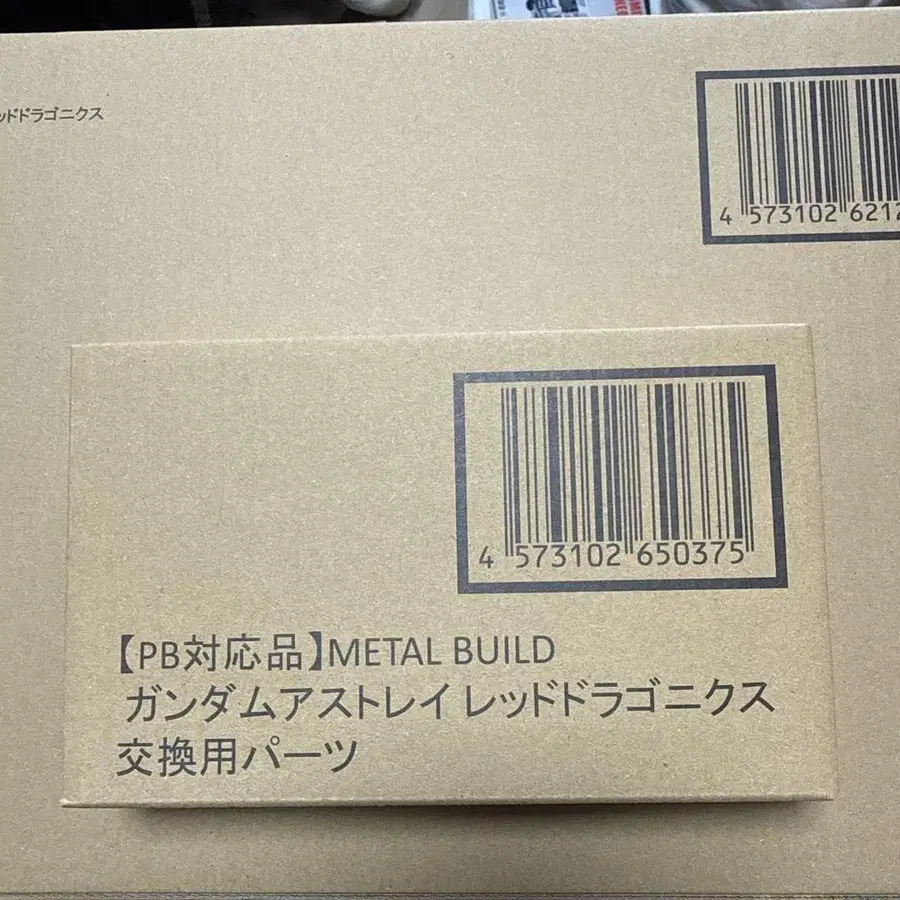 ッドドラゴニクス
4 573102 6212
4 573102 650375
【PB対応品】METAL BUILD
ガンダムアストレイ レッドドラゴニクス
交換用パーツ